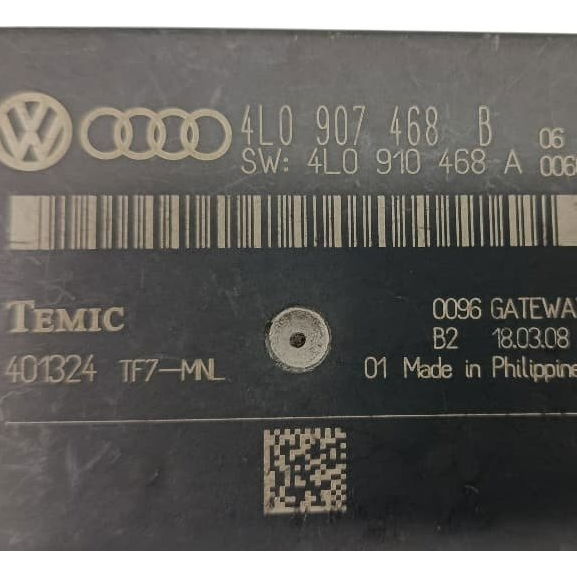 4L0 907 468 B 06
SW: 4L0 910 468 A 006
TEMIC
0096 GATEWA
B2 18.03.08
401324 TF7-MNL
01 Made in Philippine